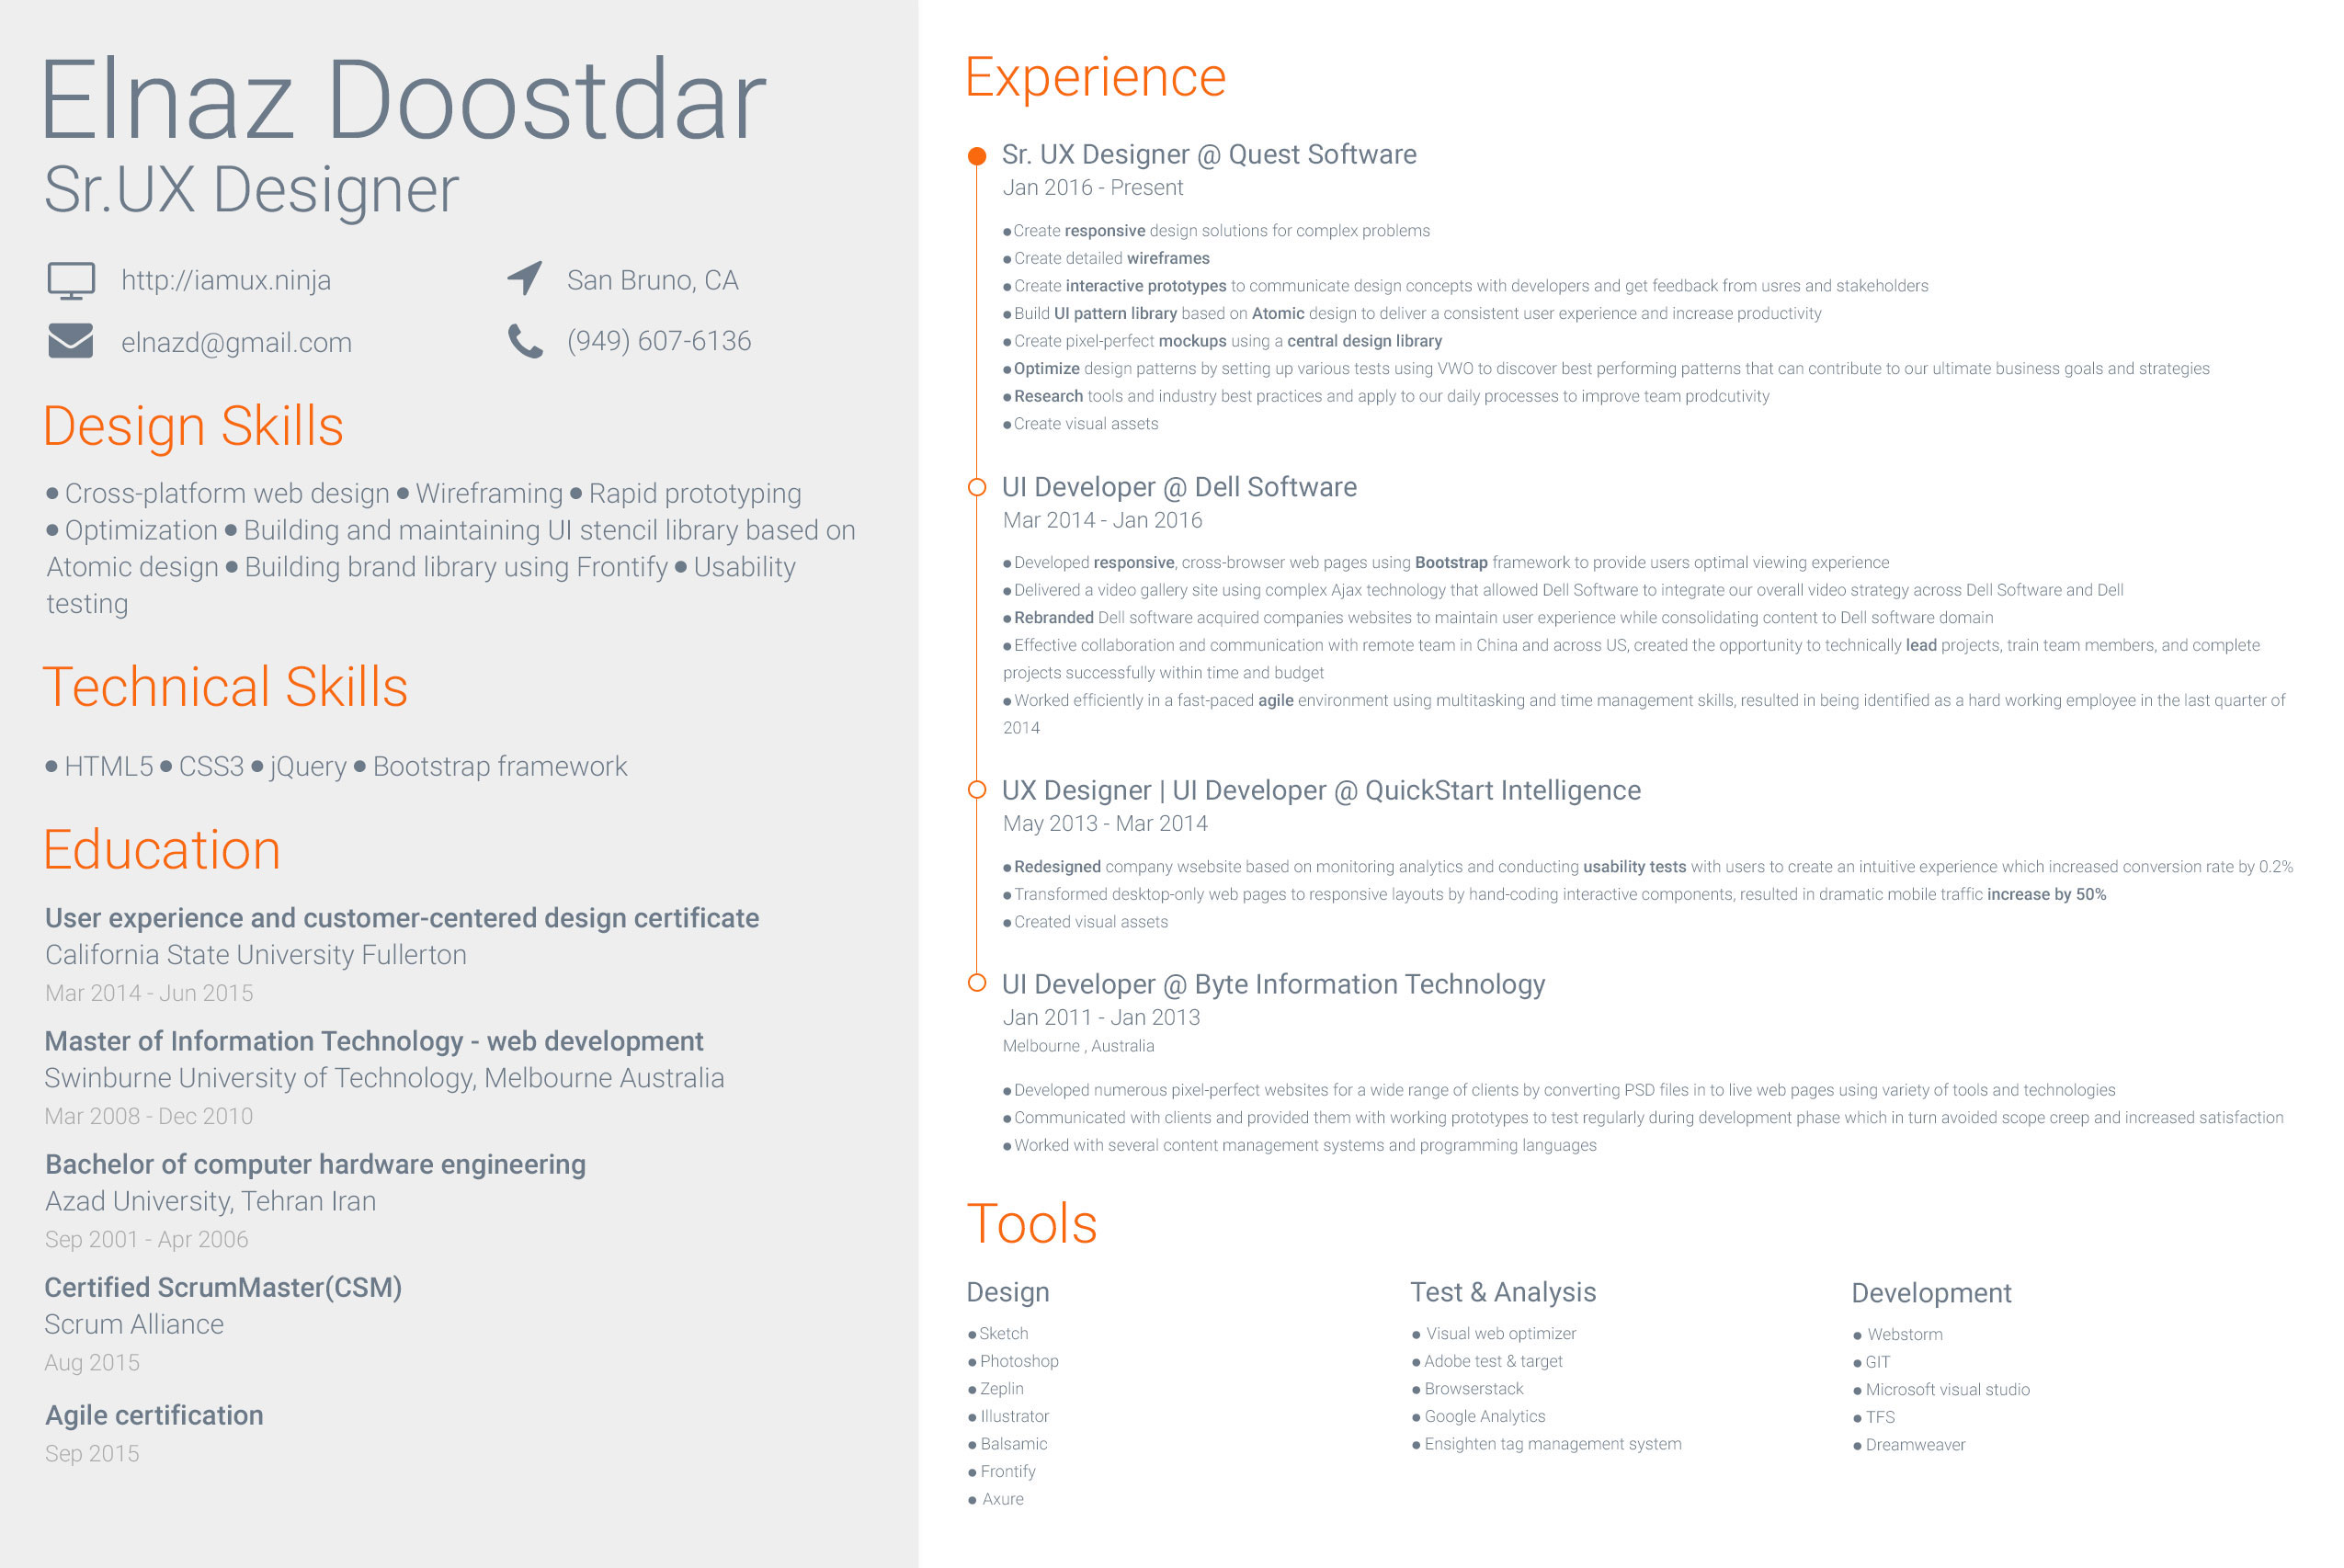 Elnaz Doostdar
Sr.UX Designer
http://iamux.ninja
San Bruno, CA
elnazd@gmail.com
(949) 607-6136
Design Skills
● Cross-platform web design ● Wireframing ● Rapid prototyping
● Optimization ● Building and maintaining UI stencil library based on
Atomic design ● Building brand library using Frontify ● Usability
testing
Technical Skills
● HTML5 ● CSS3 ● jQuery ● Bootstrap framework
Education
User experience and customer-centered design certificate
California State University Fullerton
Mar 2014 - Jun 2015
Master of Information Technology - web development
Swinburne University of Technology, Melbourne Australia
Mar 2008 - Dec 2010
Bachelor of computer hardware engineering
Azad University, Tehran Iran
Sep 2001 - Apr 2006
Certified ScrumMaster(CSM)
Scrum Alliance
Aug 2015
Agile certification
Sep 2015
Experience
Sr. UX Designer @ Quest Software
Jan 2016 - Present
● Create responsive design solutions for complex problems
● Create detailed wireframes
● Create interactive prototypes to communicate design concepts with developers and get feedback from usres and stakeholders
● Build UI pattern library based on Atomic design to deliver a consistent user experience and increase productivity
● Create pixel-perfect mockups using a central design library
● Optimize design patterns by setting up various tests using VWO to discover best performing patterns that can contribute to our ultimate business goals and strategies
● Research tools and industry best practices and apply to our daily processes to improve team prodcutivity
● Create visual assets
UI Developer @ Dell Software
Mar 2014 - Jan 2016
● Developed responsive, cross-browser web pages using Bootstrap framework to provide users optimal viewing experience
● Delivered a video gallery site using complex Ajax technology that allowed Dell Software to integrate our overall video strategy across Dell Software and Dell
● Rebranded Dell software acquired companies websites to maintain user experience while consolidating content to Dell software domain
● Effective collaboration and communication with remote team in China and across US, created the opportunity to technically lead projects, train team members, and complete
projects successfully within time and budget
● Worked efficiently in a fast-paced agile environment using multitasking and time management skills, resulted in being identified as a hard working employee in the last quarter of
2014
UX Designer | UI Developer @ QuickStart Intelligence
May 2013 - Mar 2014
● Redesigned company wsebsite based on monitoring analytics and conducting usability tests with users to create an intuitive experience which increased conversion rate by 0.2%
● Transformed desktop-only web pages to responsive layouts by hand-coding interactive components, resulted in dramatic mobile traffic increase by 50%
● Created visual assets
UI Developer @ Byte Information Technology
Jan 2011 - Jan 2013
Melbourne , Australia
● Developed numerous pixel-perfect websites for a wide range of clients by converting PSD files in to live web pages using variety of tools and technologies
● Communicated with clients and provided them with working prototypes to test regularly during development phase which in turn avoided scope creep and increased satisfaction
● Worked with several content management systems and programming languages
Tools
Design
● Sketch
● Photoshop
● Zeplin
● Illustrator
● Balsamic
● Frontify
● Axure
Test & Analysis
● Visual web optimizer
● Adobe test & target
● Browserstack
● Google Analytics
● Ensighten tag management system
Development
● Webstorm
● GIT
● Microsoft visual studio
● TFS
● Dreamweaver